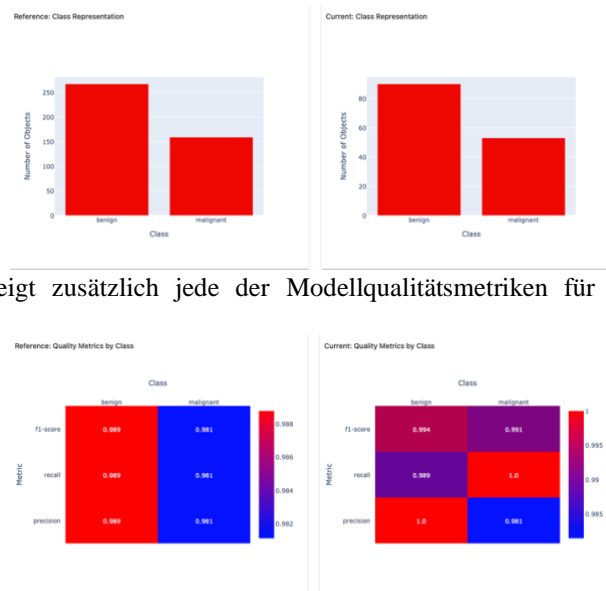 Reference: Class Representation
Current: Class Representation
250
200
150
100
50
0
Number of Objects
benign
malignant
Class
80
60
40
20
0
Number of Objects
benign
malignant
Class
eigt zusätzlich jede der Modellqualitätsmetriken für
Reference: Quality Metrics by Class
Current: Quality Metrics by Class
Class
benign malignant
f1-score 0.989 0.981
recall 0.989 0.981
precision 0.989 0.981
Metric
0.988
0.986
0.984
0.982
Class
benign malignant
f1-score 0.994 0.991
recall 0.989 1.0
precision 1.0 0.981
Metric
1
0.995
0.99
0.985